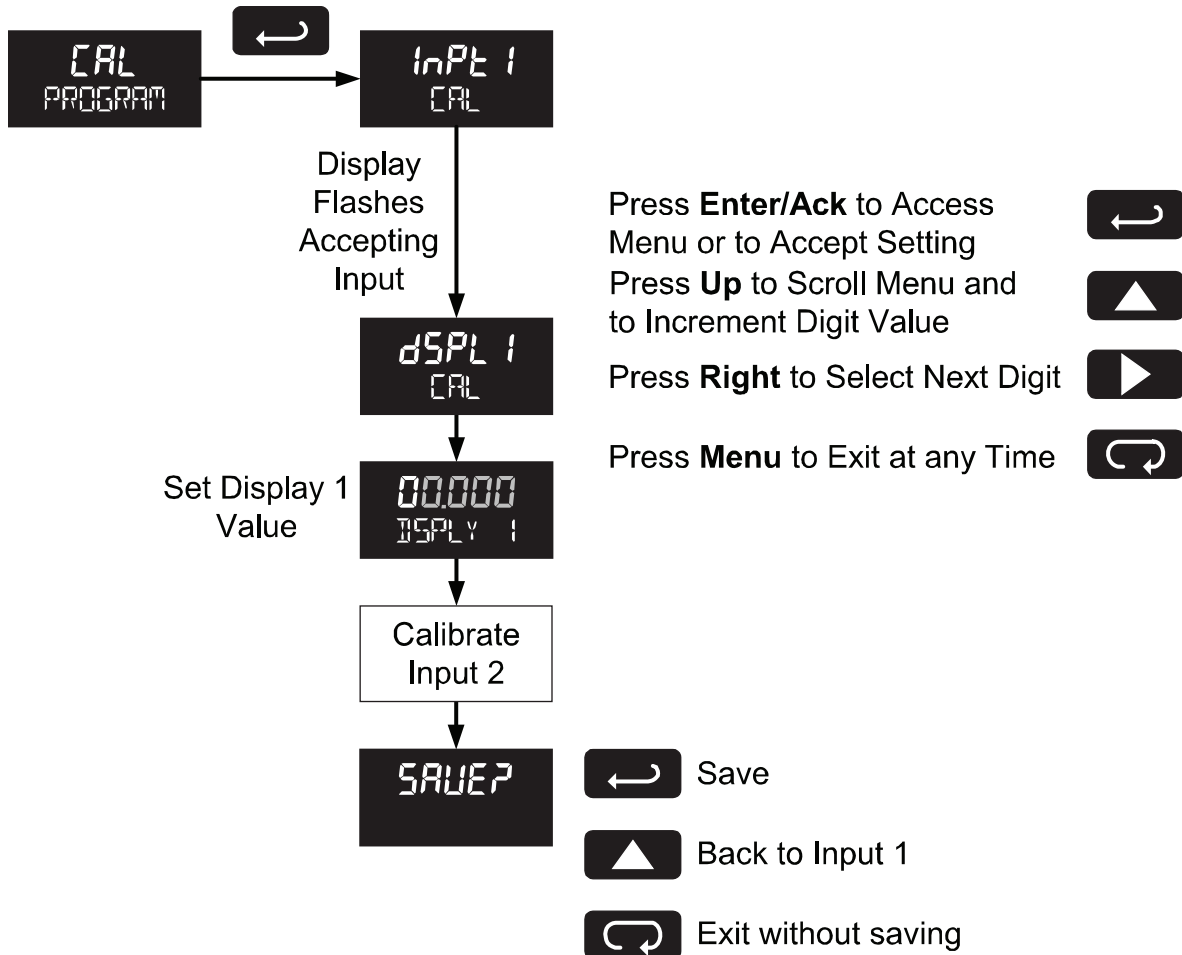 CAL
PROGRAM
InPt 1
CAL
Display
Flashes
Accepting
Input
dSPL 1
CAL
Set Display 1
Value
00.000
DSPLY 1
Calibrate
Input 2
SAVE?
Press Enter/Ack to Access
Menu or to Accept Setting
Press Up to Scroll Menu and
to Increment Digit Value
Press Right to Select Next Digit
Press Menu to Exit at any Time
Save
Back to Input 1
Exit without saving